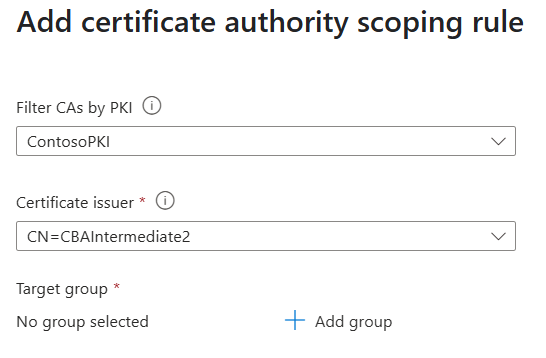 Add certificate authority scoping rule
Filter CAs by PKI
ContosoPKI
Certificate issuer *
CN=CBAIntermediate2
Target group *
No group selected
Add group